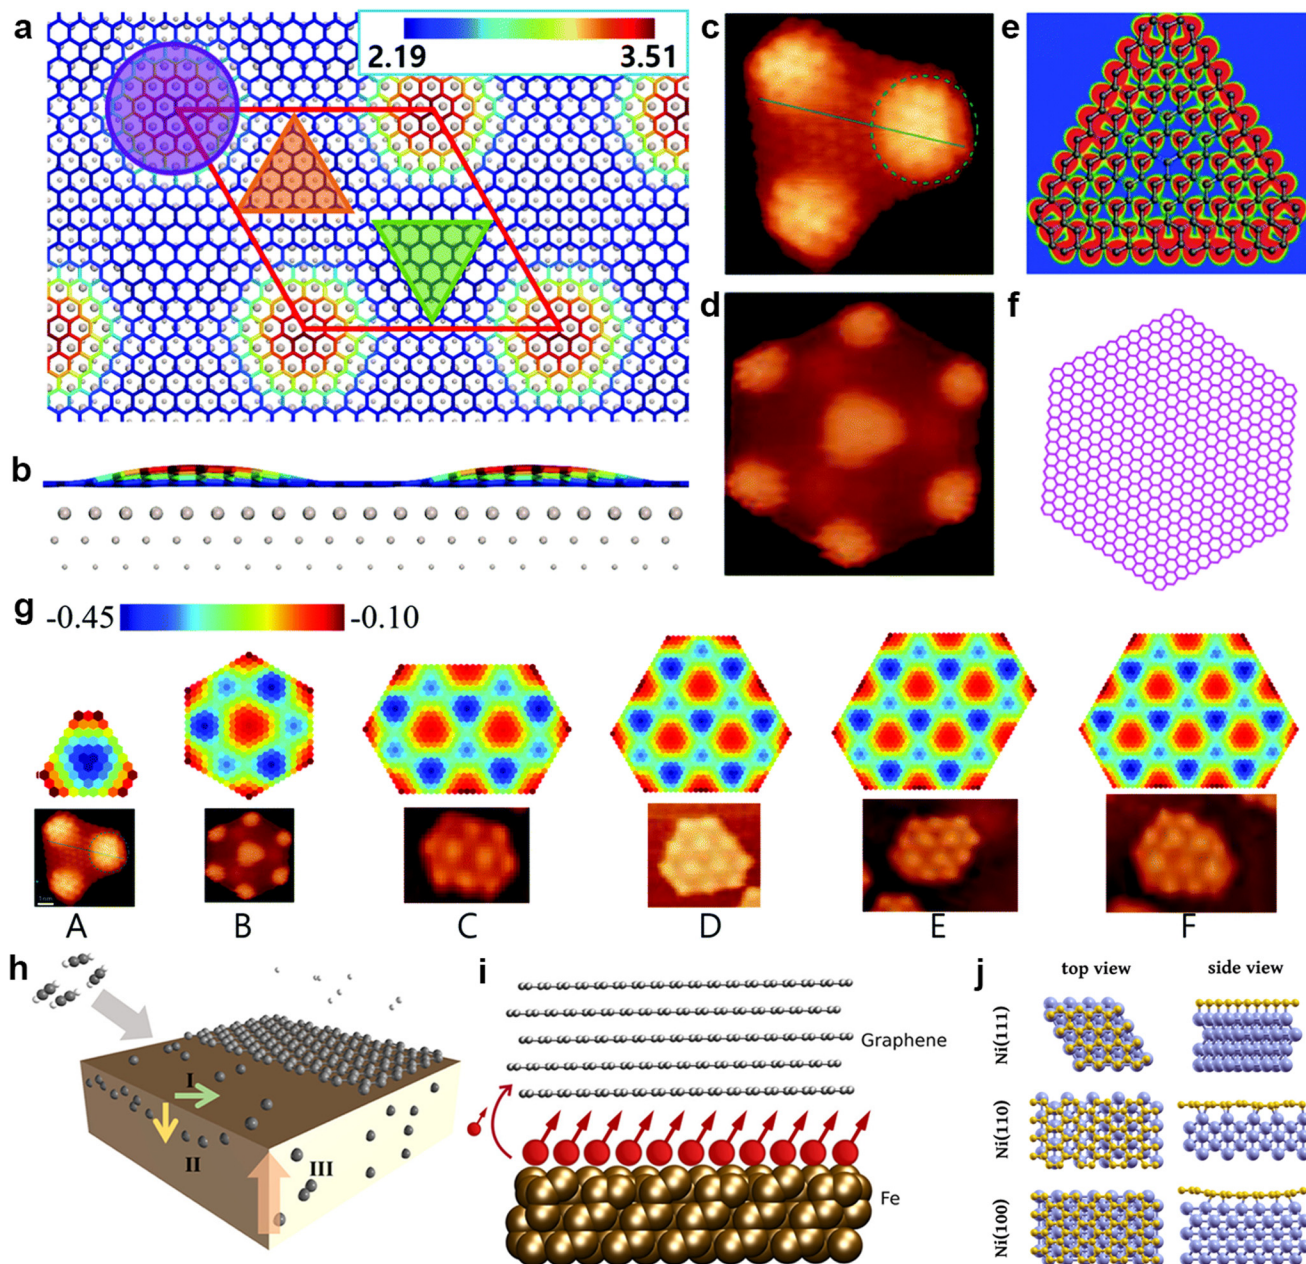 a
2.19 3.51
c
e
d
f
b
g
-0.45 -0.10
A B C D E F
h
I
II
III
i
Graphene
Fe
j
top view side view
Ni(111)
Ni(110)
Ni(100)